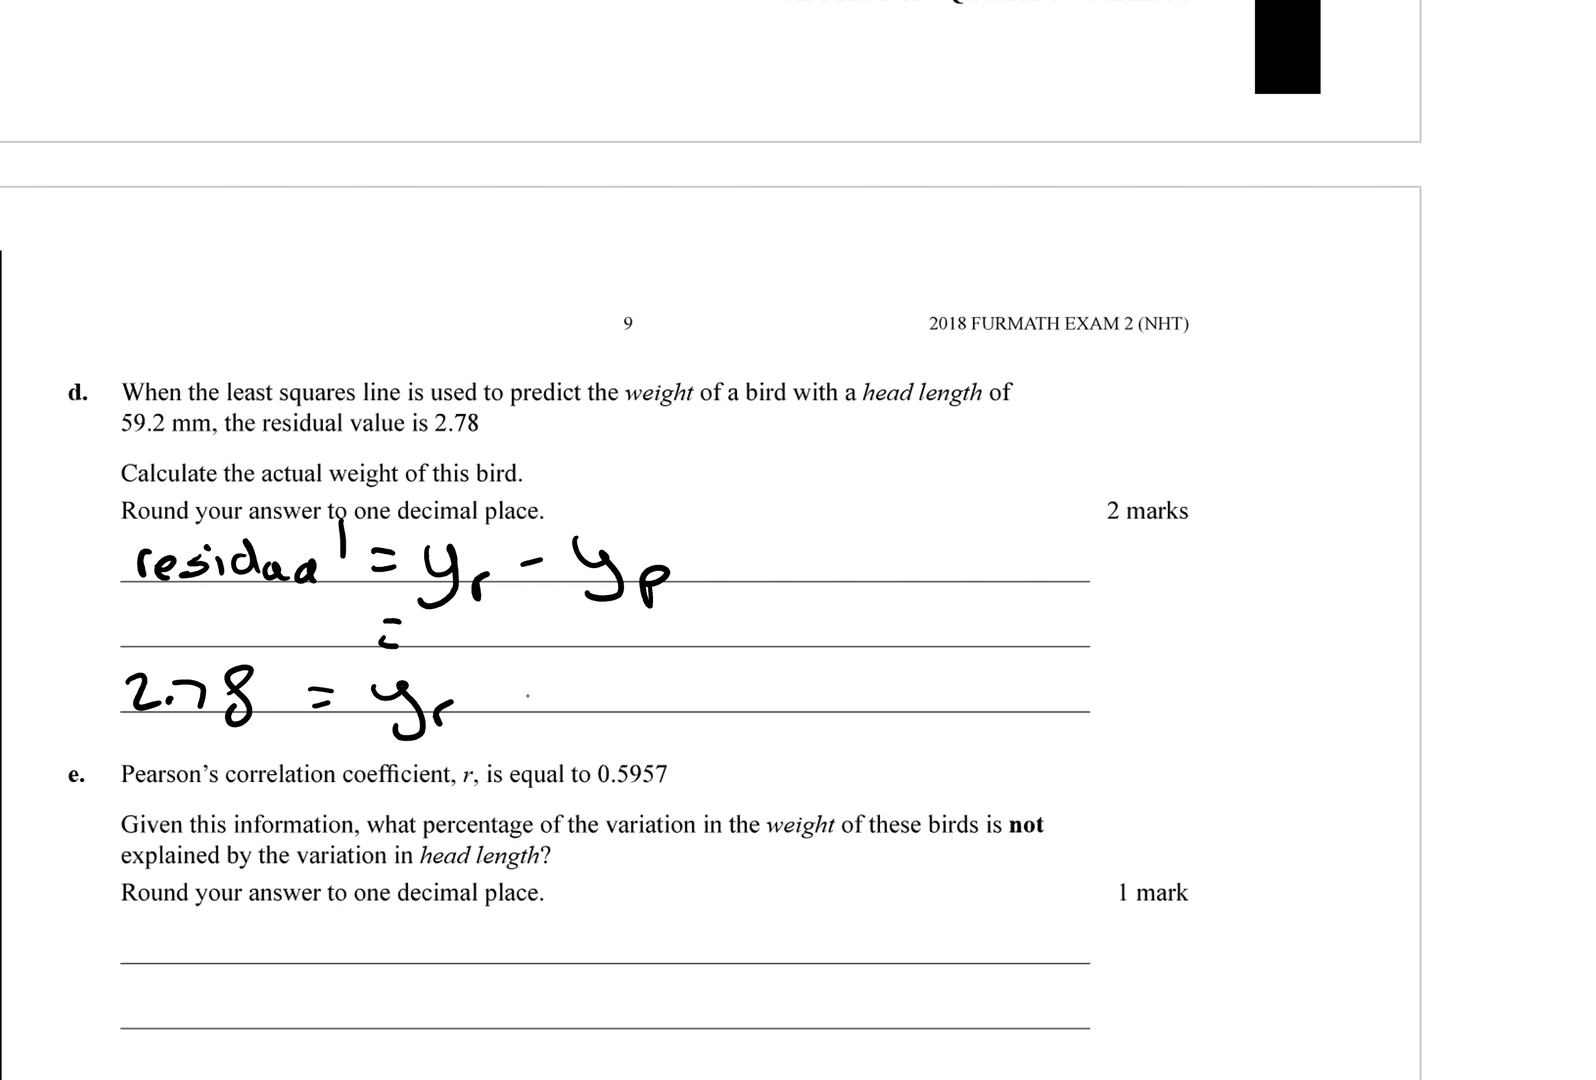 9
2018 FURMATH EXAM 2 (NHT)
d. When the least squares line is used to predict the weight of a bird with a head length of
59.2 mm, the residual value is 2.78
Calculate the actual weight of this bird.
Round your answer to one decimal place.
2 marks
residual = yr - yp
=
2.78 = yr
e. Pearson's correlation coefficient, r, is equal to 0.5957
Given this information, what percentage of the variation in the weight of these birds is not
explained by the variation in head length?
Round your answer to one decimal place.
1 mark